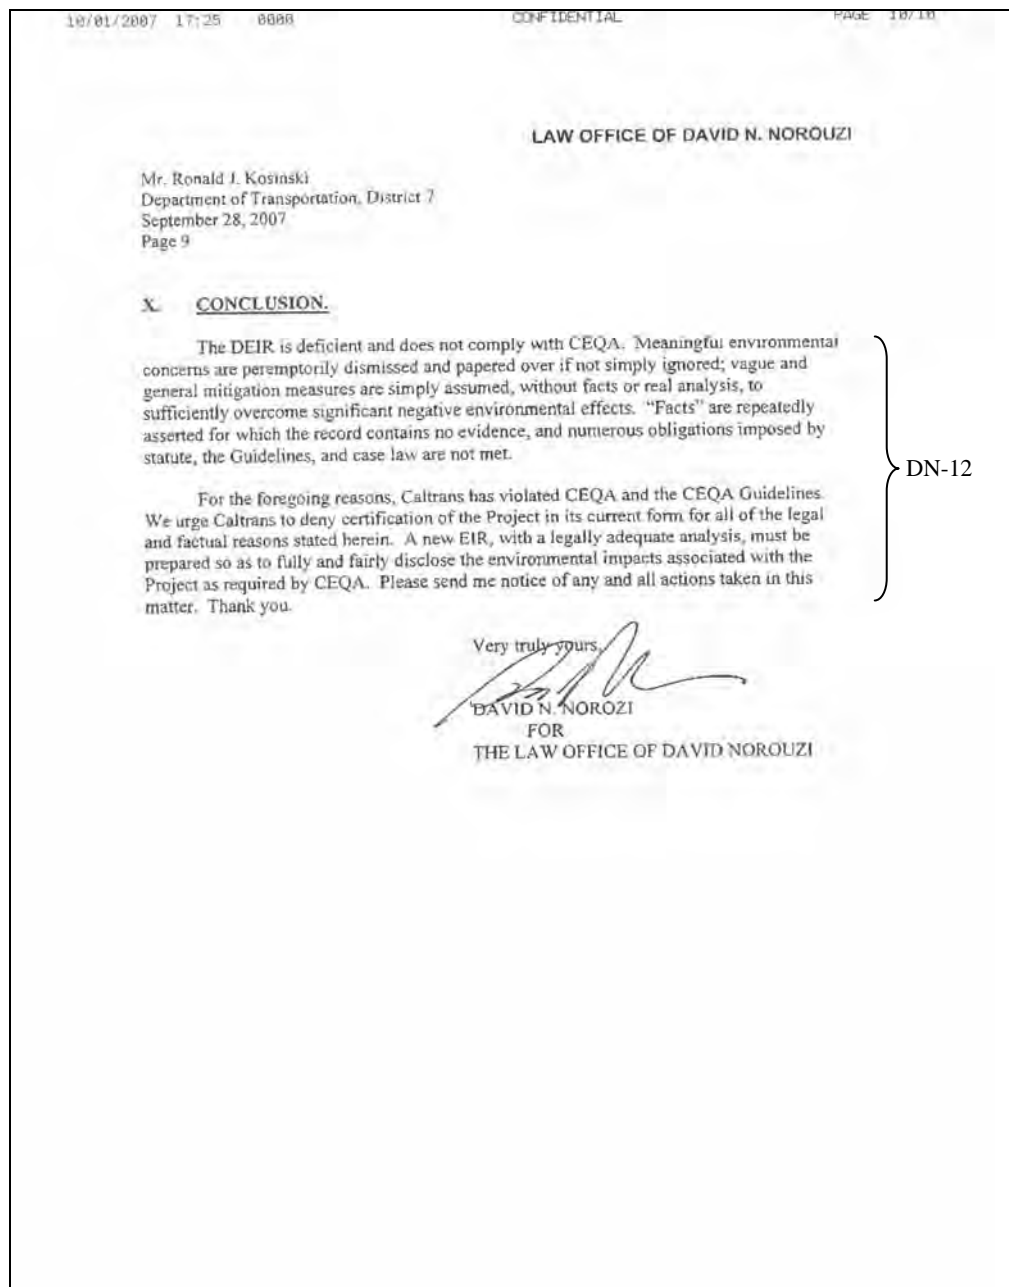 10/01/2007 17:25 0000 CONFIDENTIAL PAGE 10/10
LAW OFFICE OF DAVID N. NOROUZI
Mr. Ronald J. Kosinski
Department of Transportation, District 7
September 28, 2007
Page 9
X. CONCLUSION.
The DEIR is deficient and does not comply with CEQA. Meaningful environmental
concerns are peremptorily dismissed and papered over if not simply ignored; vague and
general mitigation measures are simply assumed, without facts or real analysis, to
sufficiently overcome significant negative environmental effects. “Facts” are repeatedly
asserted for which the record contains no evidence, and numerous obligations imposed by
statute, the Guidelines, and case law are not met.
DN-12
For the foregoing reasons, Caltrans has violated CEQA and the CEQA Guidelines.
We urge Caltrans to deny certification of the Project in its current form for all of the legal
and factual reasons stated herein. A new EIR, with a legally adequate analysis, must be
prepared so as to fully and fairly disclose the environmental impacts associated with the
Project as required by CEQA. Please send me notice of any and all actions taken in this
matter. Thank you.
Very truly yours,
DAVID N. NOROZI
FOR
THE LAW OFFICE OF DAVID NOROUZI